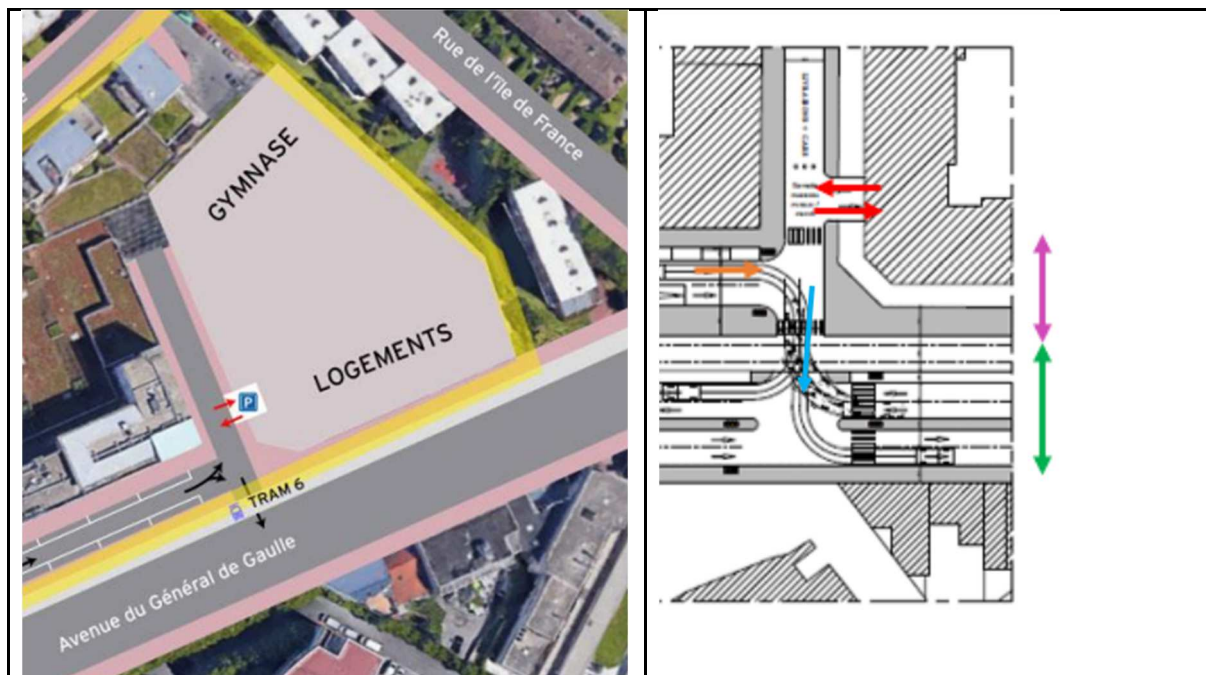 Rue de l'île de France
GYMNASE
LOGEMENTS
P
TRAM 6
Avenue du Général de Gaulle